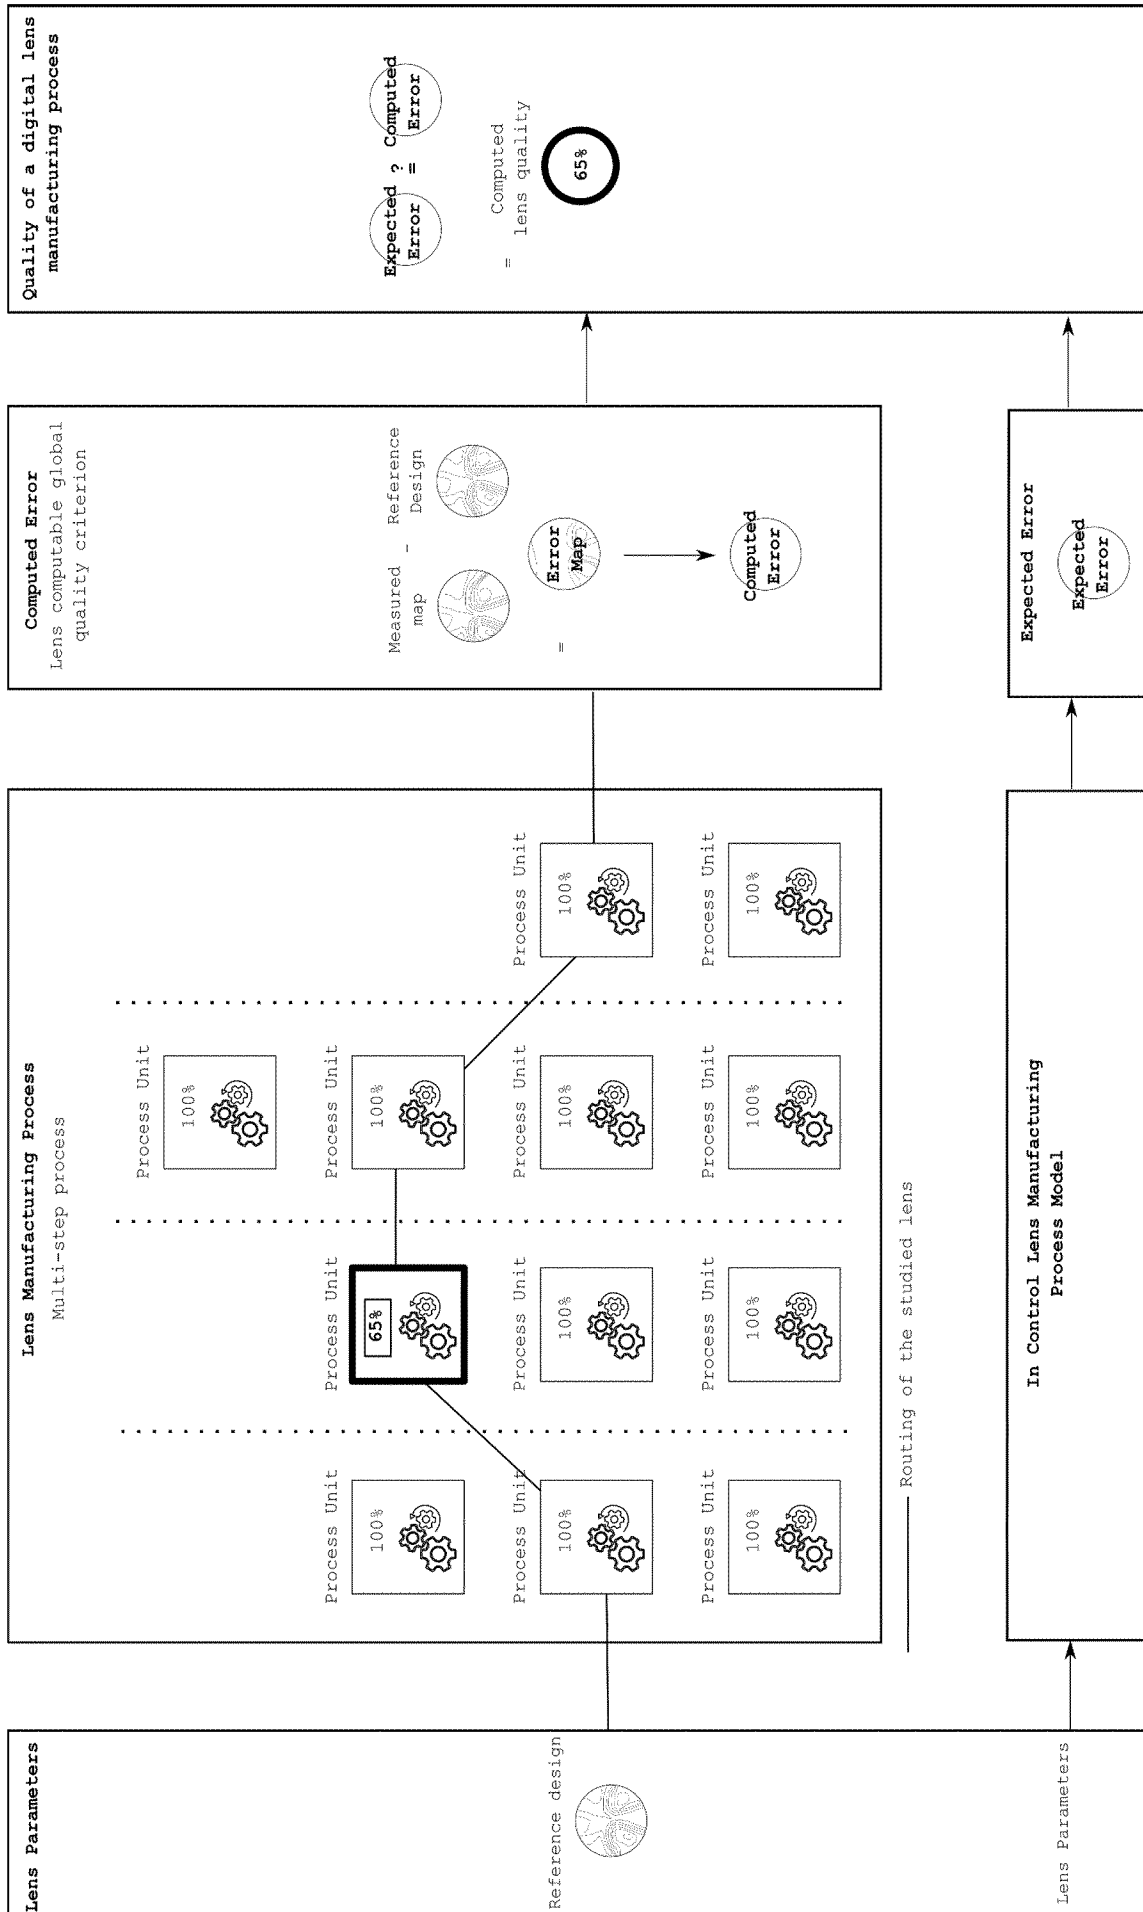 Lens Parameters
Reference design
Lens Parameters
Lens Manufacturing Process
Multi-step process
Process Unit
100%
Process Unit
100%
Process Unit
100%
Process Unit
65%
Process Unit
100%
Process Unit
100%
Process Unit
100%
Process Unit
100%
Process Unit
100%
Process Unit
100%
Process Unit
100%
Process Unit
100%
Routing of the studied lens
In Control Lens Manufacturing
Process Model
Computed Error
Lens computable global
quality criterion
Measured - Reference
map Design
=
Error
Map
Computed
Error
Expected Error
Expected
Error
Quality of a digital lens
manufacturing process
Expected ? Computed
Error = Error
Computed
= lens quality
65%